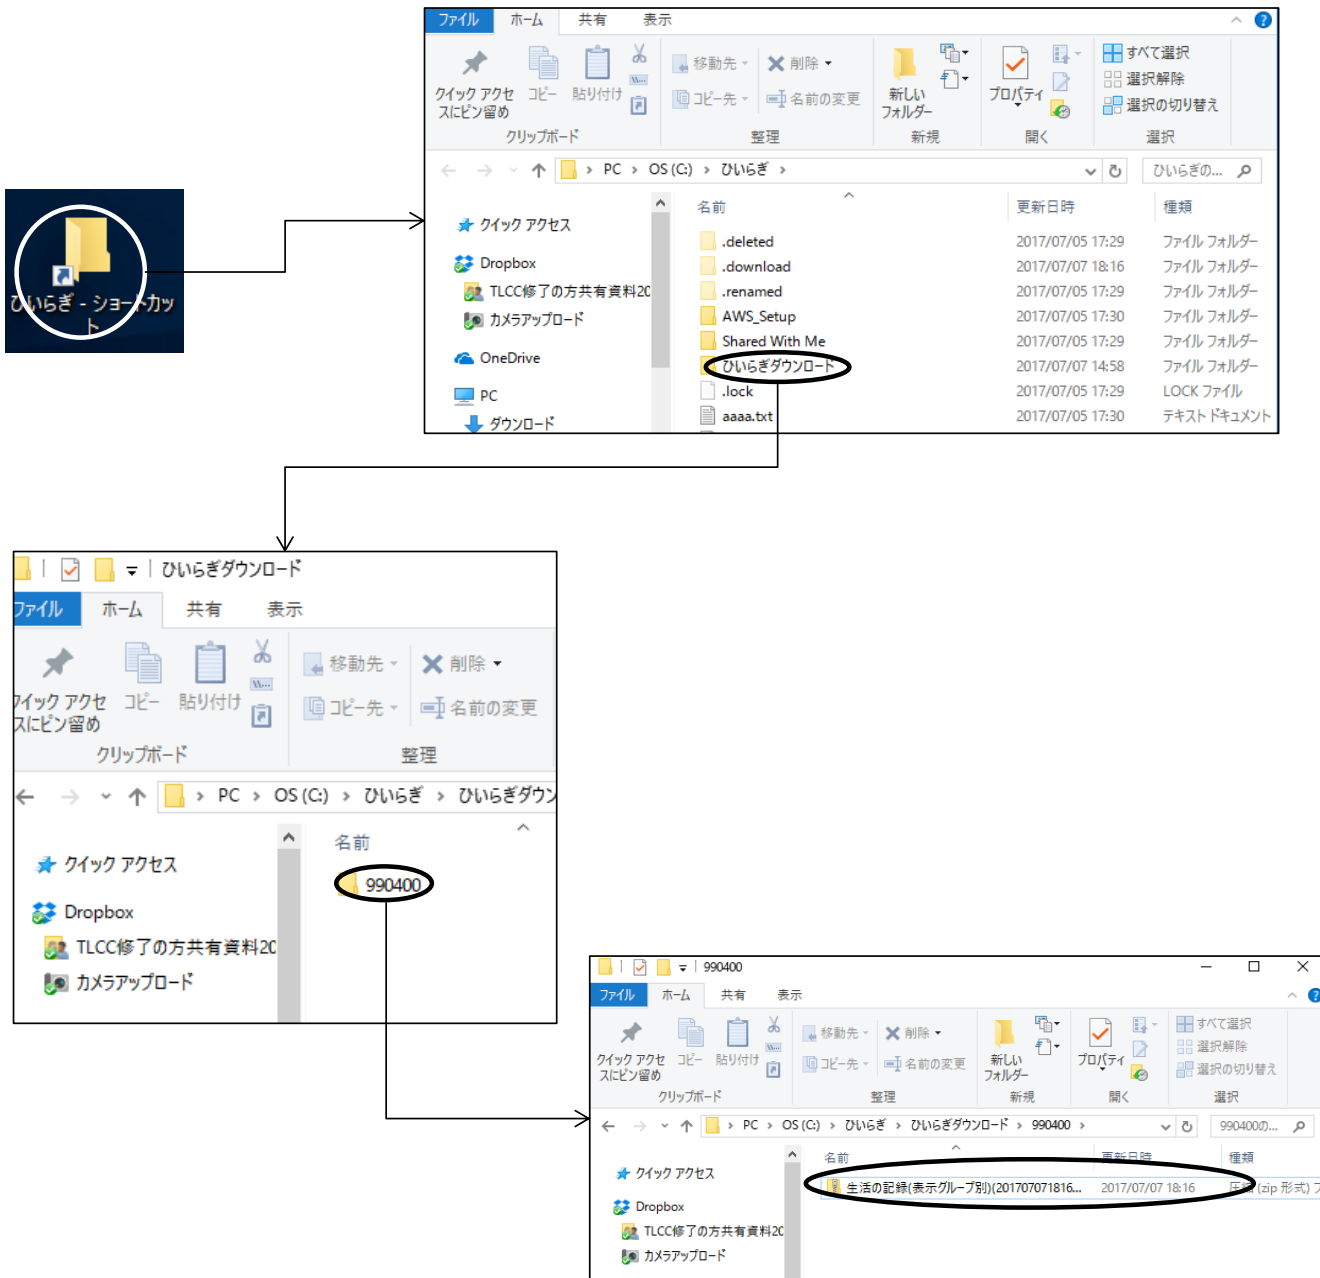 ファイル ホーム 共有 表示
クイック アクセスにピン留め コピー 貼り付け
移動先 削除
コピー先 名前の変更
新しいフォルダー
プロパティ
すべて選択
選択解除
選択の切り替え
クリップボード 整理 新規 開く 選択
PC › OS (C:) › ひいらぎ › ひいらぎの...
ひいらぎ - ショートカット
クイック アクセス
Dropbox
TLCC修了の方共有資料20
カメラアップロード
OneDrive
PC
ダウンロード
名前 更新日時 種類
.deleted 2017/07/05 17:29 ファイル フォルダー
.download 2017/07/07 18:16 ファイル フォルダー
.renamed 2017/07/05 17:29 ファイル フォルダー
AWS_Setup 2017/07/05 17:30 ファイル フォルダー
Shared With Me 2017/07/05 17:29 ファイル フォルダー
ひいらぎダウンロード 2017/07/07 14:58 ファイル フォルダー
.lock 2017/07/05 17:29 LOCK ファイル
aaaa.txt 2017/07/05 17:30 テキスト ドキュメント
ひいらぎダウンロード
ファイル ホーム 共有 表示
クイック アクセスにピン留め コピー 貼り付け
移動先 削除
コピー先 名前の変更
クリップボード 整理
PC › OS (C:) › ひいらぎ › ひいらぎダウン
名前
クイック アクセス
990400
Dropbox
TLCC修了の方共有資料20
カメラアップロード
990400
ファイル ホーム 共有 表示
クイック アクセスにピン留め コピー 貼り付け
移動先 削除
コピー先 名前の変更
新しいフォルダー
プロパティ
すべて選択
選択解除
選択の切り替え
クリップボード 整理 新規 開く 選択
PC › OS (C:) › ひいらぎ › ひいらぎダウンロード › 990400 › 990400の...
名前 更新日時 種類
クイック アクセス
生活の記録(表示グループ別)(201707071816... 2017/07/07 18:16 圧縮 (zip 形式) フ
Dropbox
TLCC修了の方共有資料20
カメラアップロード